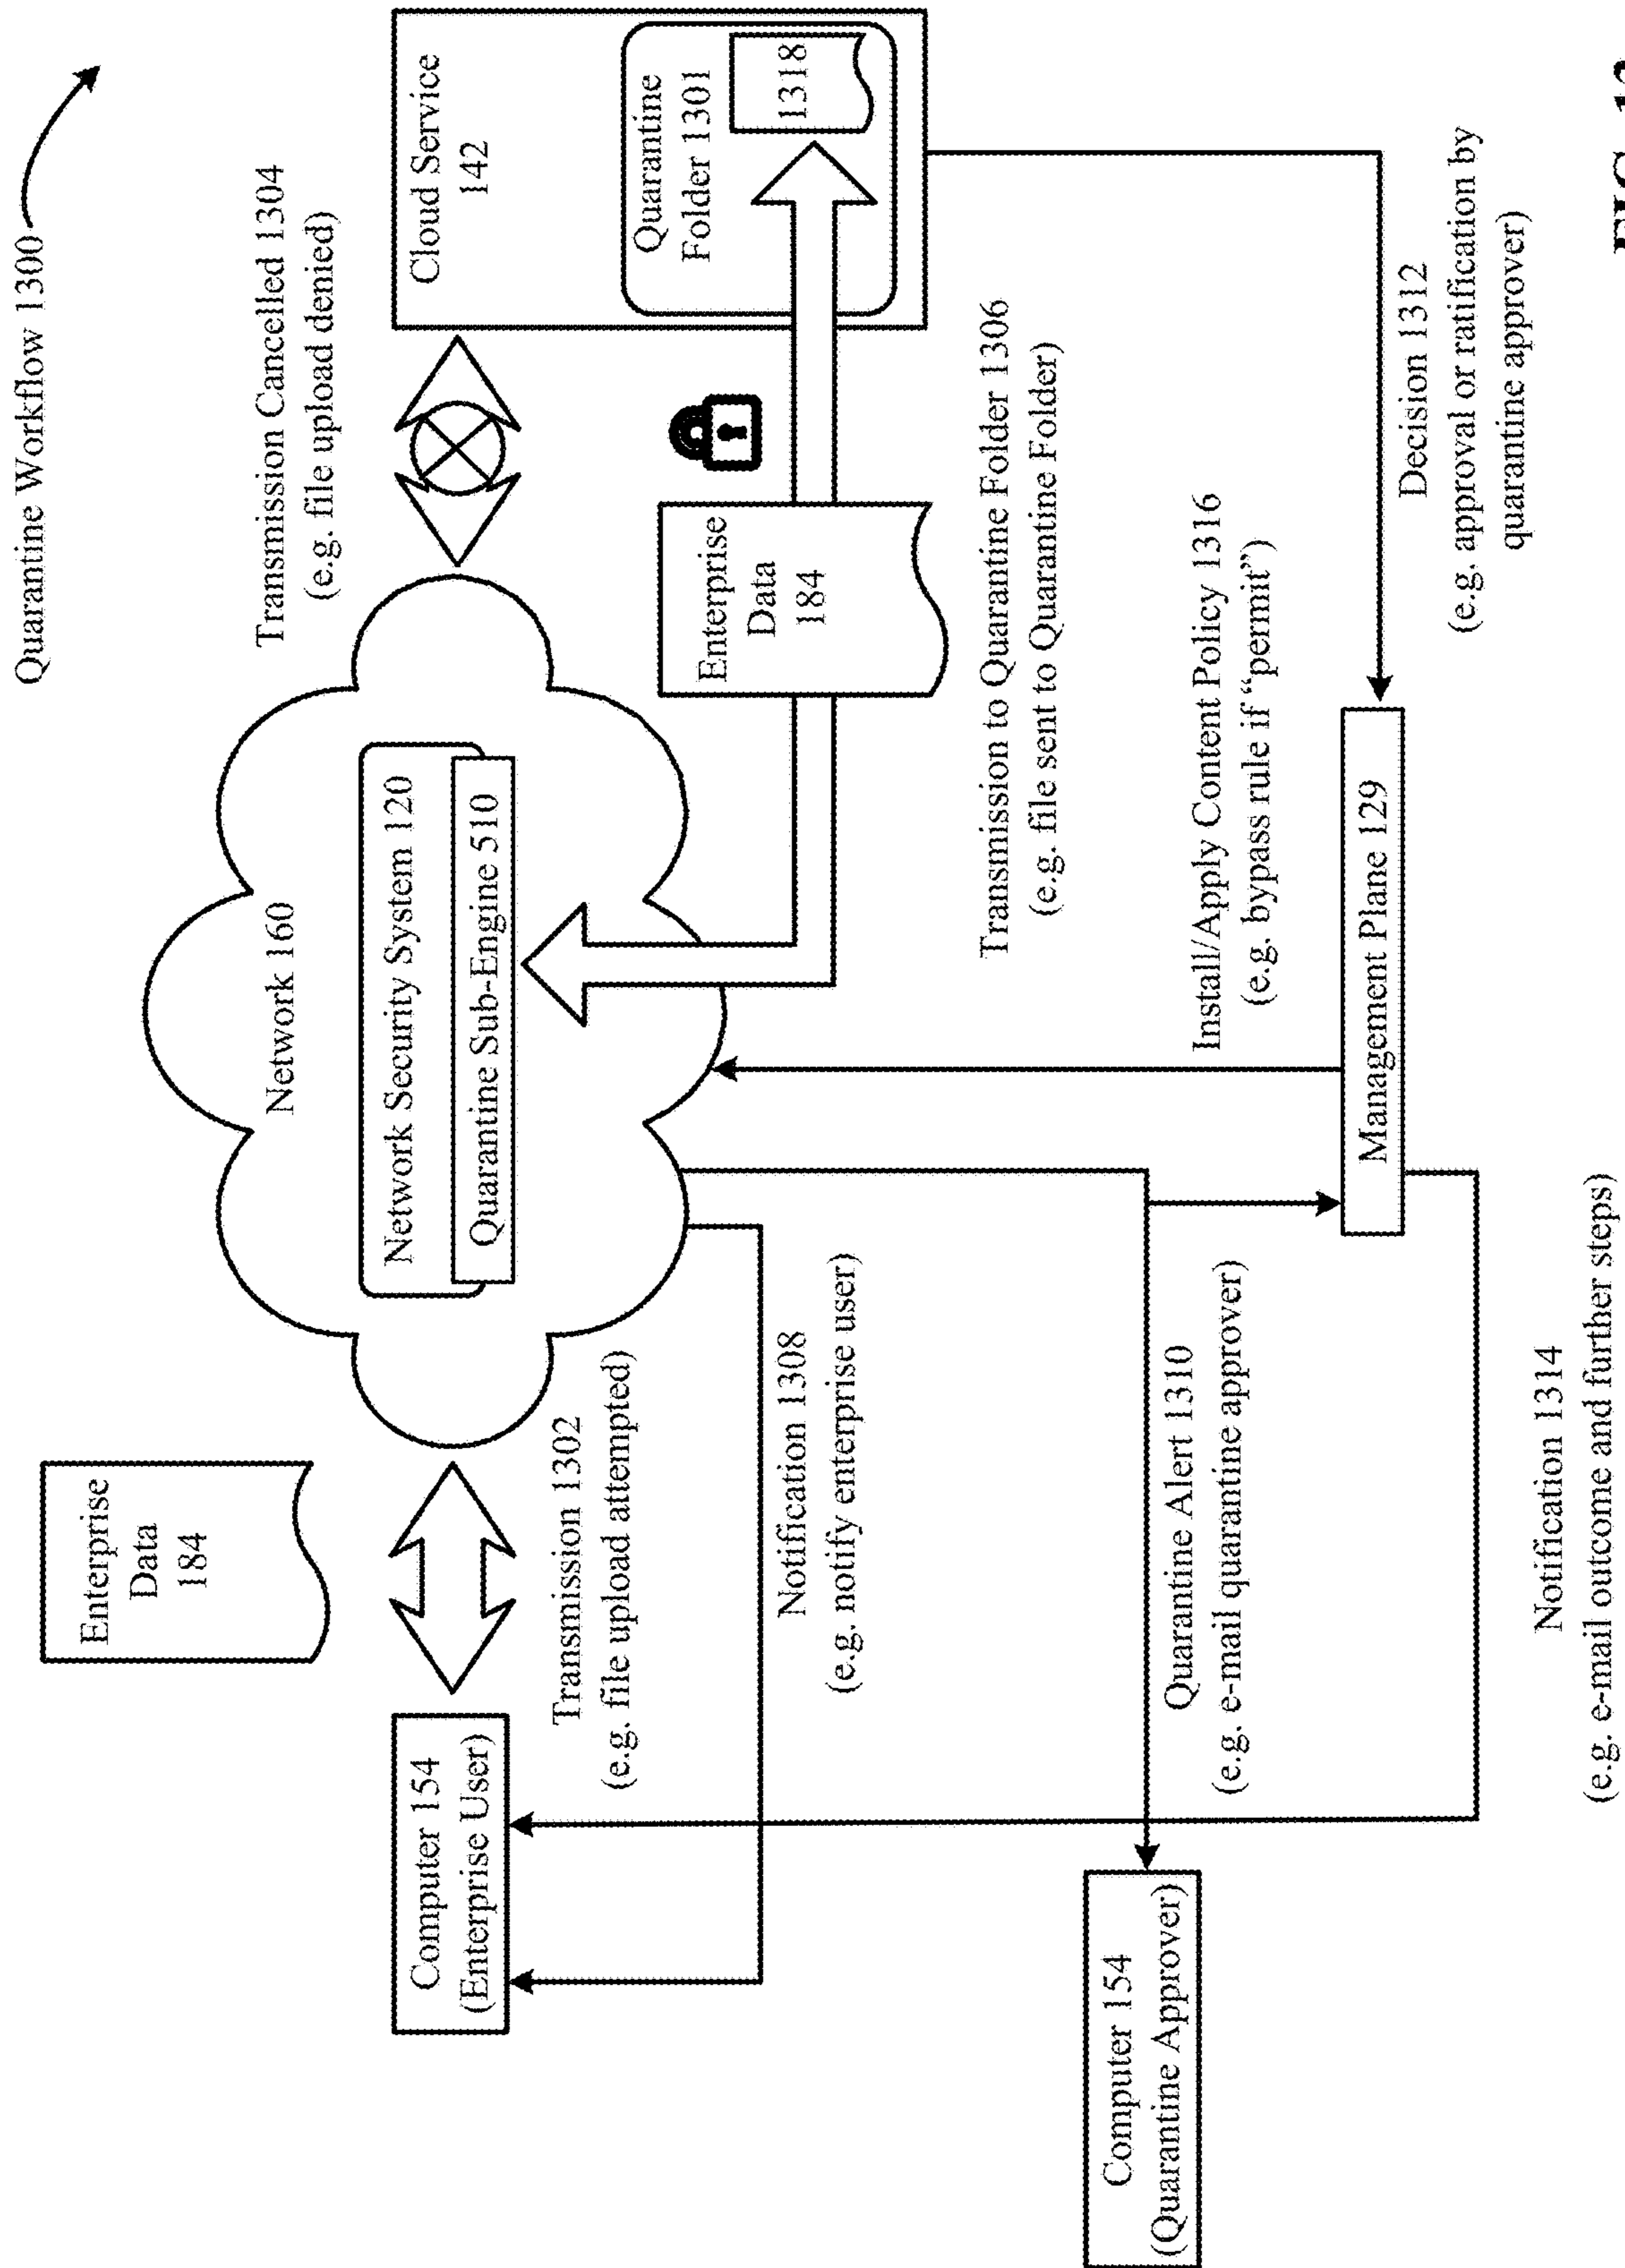 Quarantine Workflow 1300
Enterprise
Data
184
Transmission Cancelled 1304
(e.g. file upload denied)
Network 160
Network Security System 120
Quarantine Sub-Engine 510
Cloud Service
142
Quarantine
Folder 1301
1318
Computer 154
(Enterprise User)
Transmission 1302
(e.g. file upload attempted)
Enterprise
Data
184
Notification 1308
(e.g. notify enterprise user)
Transmission to Quarantine Folder 1306
(e.g. file sent to Quarantine Folder)
Computer 154
(Quarantine Approver)
Quarantine Alert 1310
(e.g. e-mail quarantine approver)
Install/Apply Content Policy 1316
(e.g. bypass rule if “permit”)
Management Plane 129
Decision 1312
(e.g. approval or ratification by
quarantine approver)
Notification 1314
(e.g. e-mail outcome and further steps)